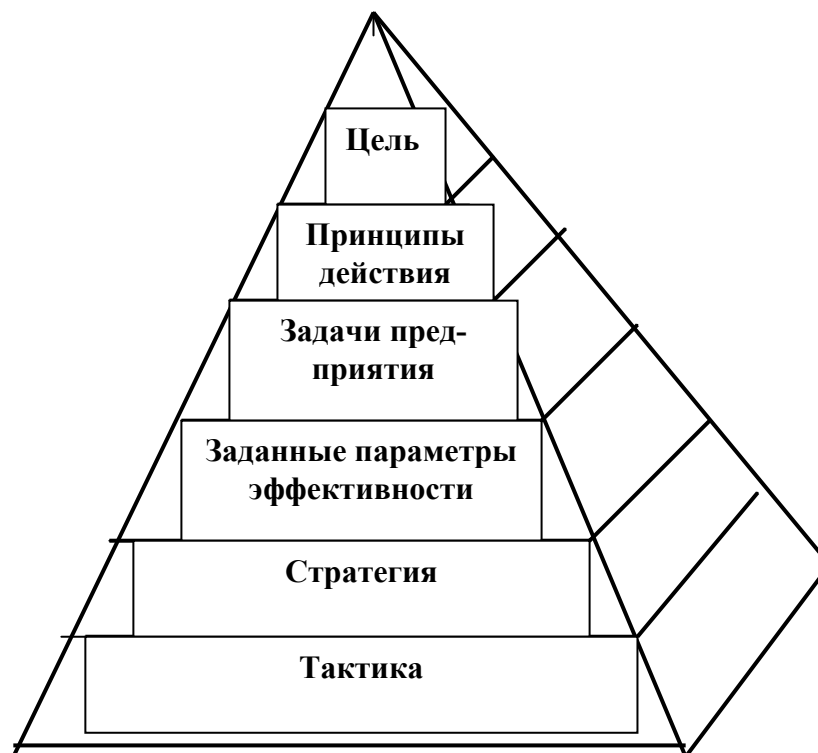 Цель
Принципы
действия
Задачи пред-
приятия
Заданные параметры
эффективности
Стратегия
Тактика